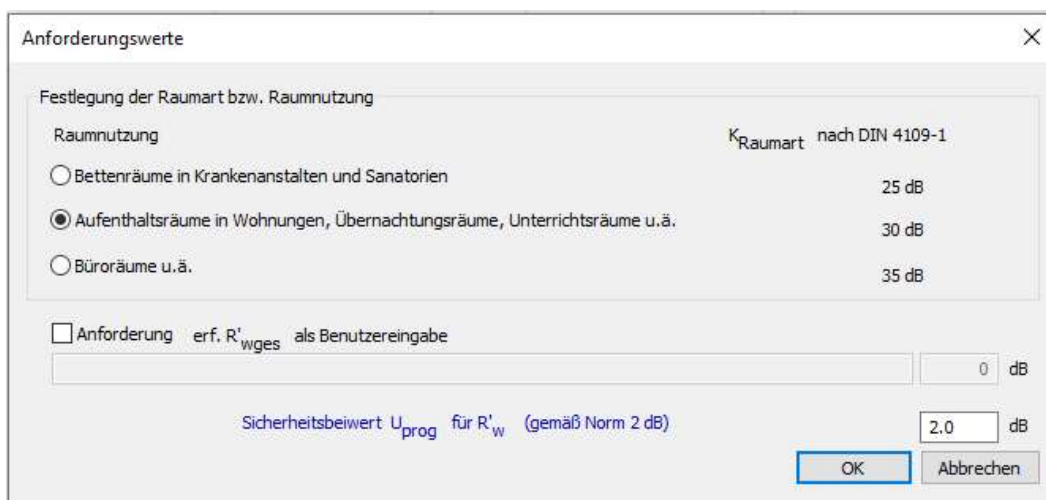 Anforderungswerte
Festlegung der Raumart bzw. Raumnutzung
Raumnutzung K_Raumart nach DIN 4109-1
Bettenräume in Krankenanstalten und Sanatorien 25 dB
Aufenthaltsräume in Wohnungen, Übernachtungsräume, Unterrichtsräume u.ä. 30 dB
Büroräume u.ä. 35 dB
Anforderung erf. R'wges als Benutzereingabe
0 dB
Sicherheitsbeiwert Uprog für R'w (gemäß Norm 2 dB) 2.0 dB
OK Abbrechen